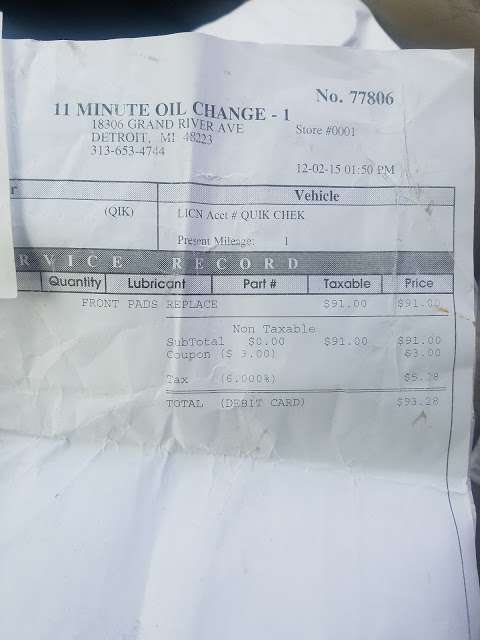 No. 77806
11 MINUTE OIL CHANGE - 1
18306 GRAND RIVER AVE
Store #0001
DETROIT, MI 48223
313-653-4744
12-02-15 01:50 PM
r Vehicle
(QIK) LICN Acct # QUIK CHEK
Present Mileage: 1
RVICE RECORD
Quantity Lubricant Part # Taxable Price
FRONT PADS REPLACE $91.00 $91.00
Non Taxable
SubTotal $0.00 $91.00 $91.00
Coupon ($ 3.00) $3.00
Tax (6.000%) $5.28
TOTAL (DEBIT CARD) $93.28